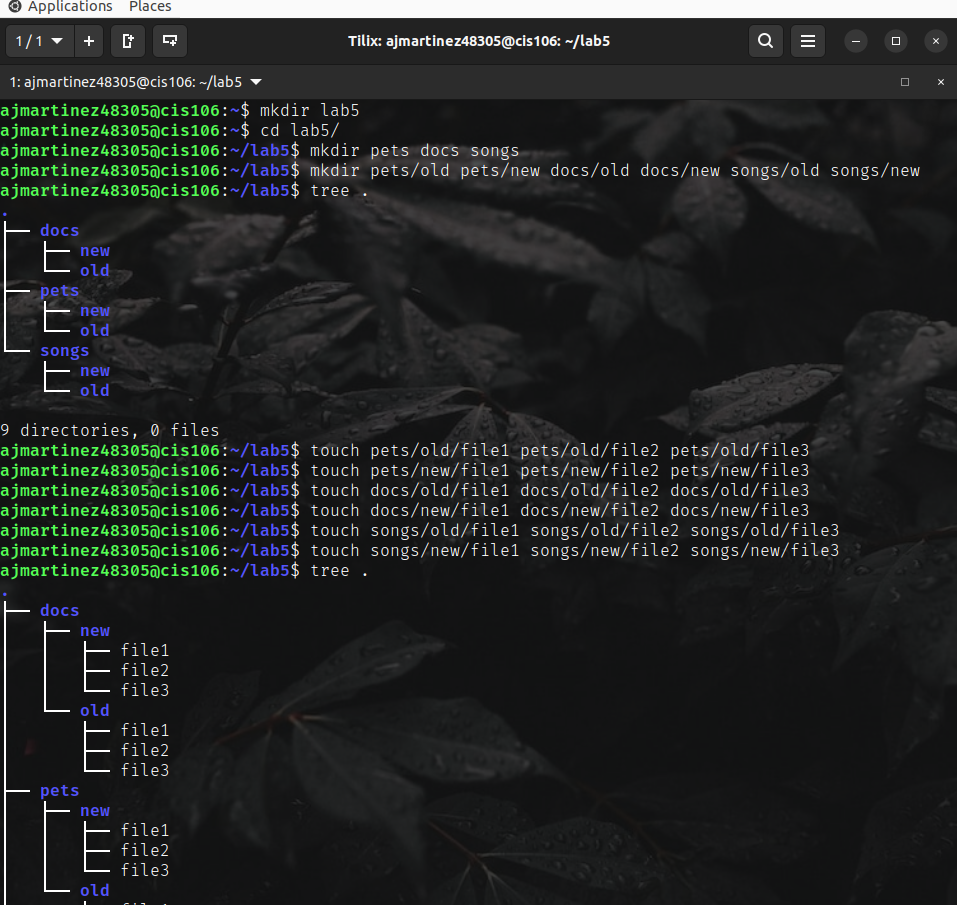 Applications Places
1 / 1 Tilix: ajmartinez48305@cis106: ~/lab5
1: ajmartinez48305@cis106: ~/lab5
ajmartinez48305@cis106:~$ mkdir lab5
ajmartinez48305@cis106:~$ cd lab5/
ajmartinez48305@cis106:~/lab5$ mkdir pets docs songs
ajmartinez48305@cis106:~/lab5$ mkdir pets/old pets/new docs/old docs/new songs/old songs/new
ajmartinez48305@cis106:~/lab5$ tree .
.
├── docs
│   ├── new
│   └── old
├── pets
│   ├── new
│   └── old
└── songs
    ├── new
    └── old
9 directories, 0 files
ajmartinez48305@cis106:~/lab5$ touch pets/old/file1 pets/old/file2 pets/old/file3
ajmartinez48305@cis106:~/lab5$ touch pets/new/file1 pets/new/file2 pets/new/file3
ajmartinez48305@cis106:~/lab5$ touch docs/old/file1 docs/old/file2 docs/old/file3
ajmartinez48305@cis106:~/lab5$ touch docs/new/file1 docs/new/file2 docs/new/file3
ajmartinez48305@cis106:~/lab5$ touch songs/old/file1 songs/old/file2 songs/old/file3
ajmartinez48305@cis106:~/lab5$ touch songs/new/file1 songs/new/file2 songs/new/file3
ajmartinez48305@cis106:~/lab5$ tree .
.
├── docs
│   ├── new
│   │   ├── file1
│   │   ├── file2
│   │   └── file3
│   └── old
│       ├── file1
│       ├── file2
│       └── file3
├── pets
│   ├── new
│   │   ├── file1
│   │   ├── file2
│   │   └── file3
│   └── old